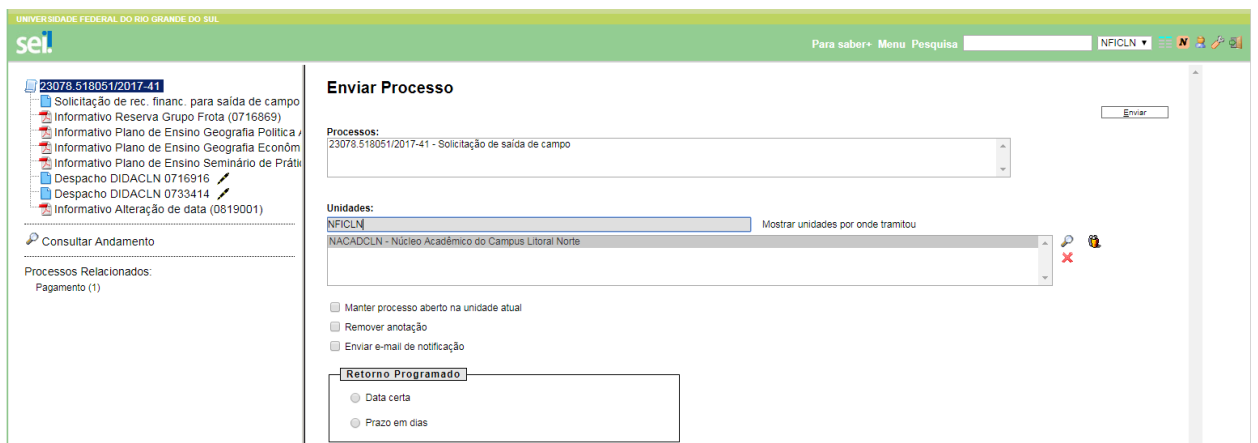 UNIVERSIDADE FEDERAL DO RIO GRANDE DO SUL
sei!
Para saber+ Menu Pesquisa
NFICLN
N
23078.518051/2017-41
Solicitação de rec. financ. para saída de campo
Informativo Reserva Grupo Frota (0716869)
Informativo Plano de Ensino Geografia Politica
Informativo Plano de Ensino Geografia Econôm
Informativo Plano de Ensino Seminário de Práti
Despacho DIDACLN 0716916
Despacho DIDACLN 0733414
Informativo Alteração de data (0819001)
Consultar Andamento
Processos Relacionados:
Pagamento (1)
Enviar Processo
Enviar
Processos:
23078.518051/2017-41 - Solicitação de saída de campo
Unidades:
NFICLN
Mostrar unidades por onde tramitou
NACADCLN - Núcleo Acadêmico do Campus Litoral Norte
Manter processo aberto na unidade atual
Remover anotação
Enviar e-mail de notificação
Retorno Programado
Data certa
Prazo em dias